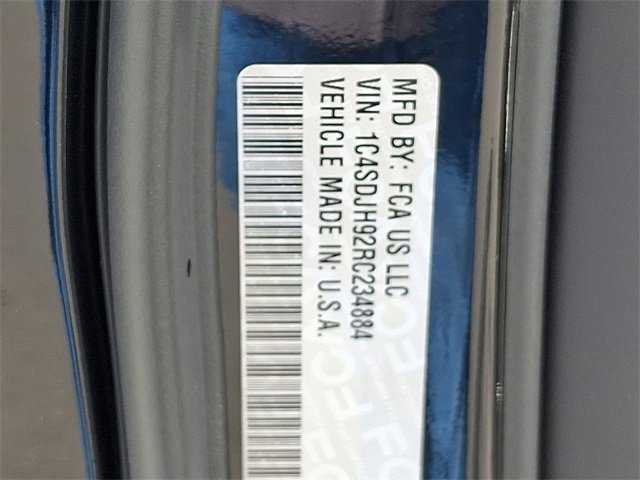 MFD BY: FCA US LLC
VIN: 1C4SDJH92RC234884
VEHICLE MADE IN: U.S.A.